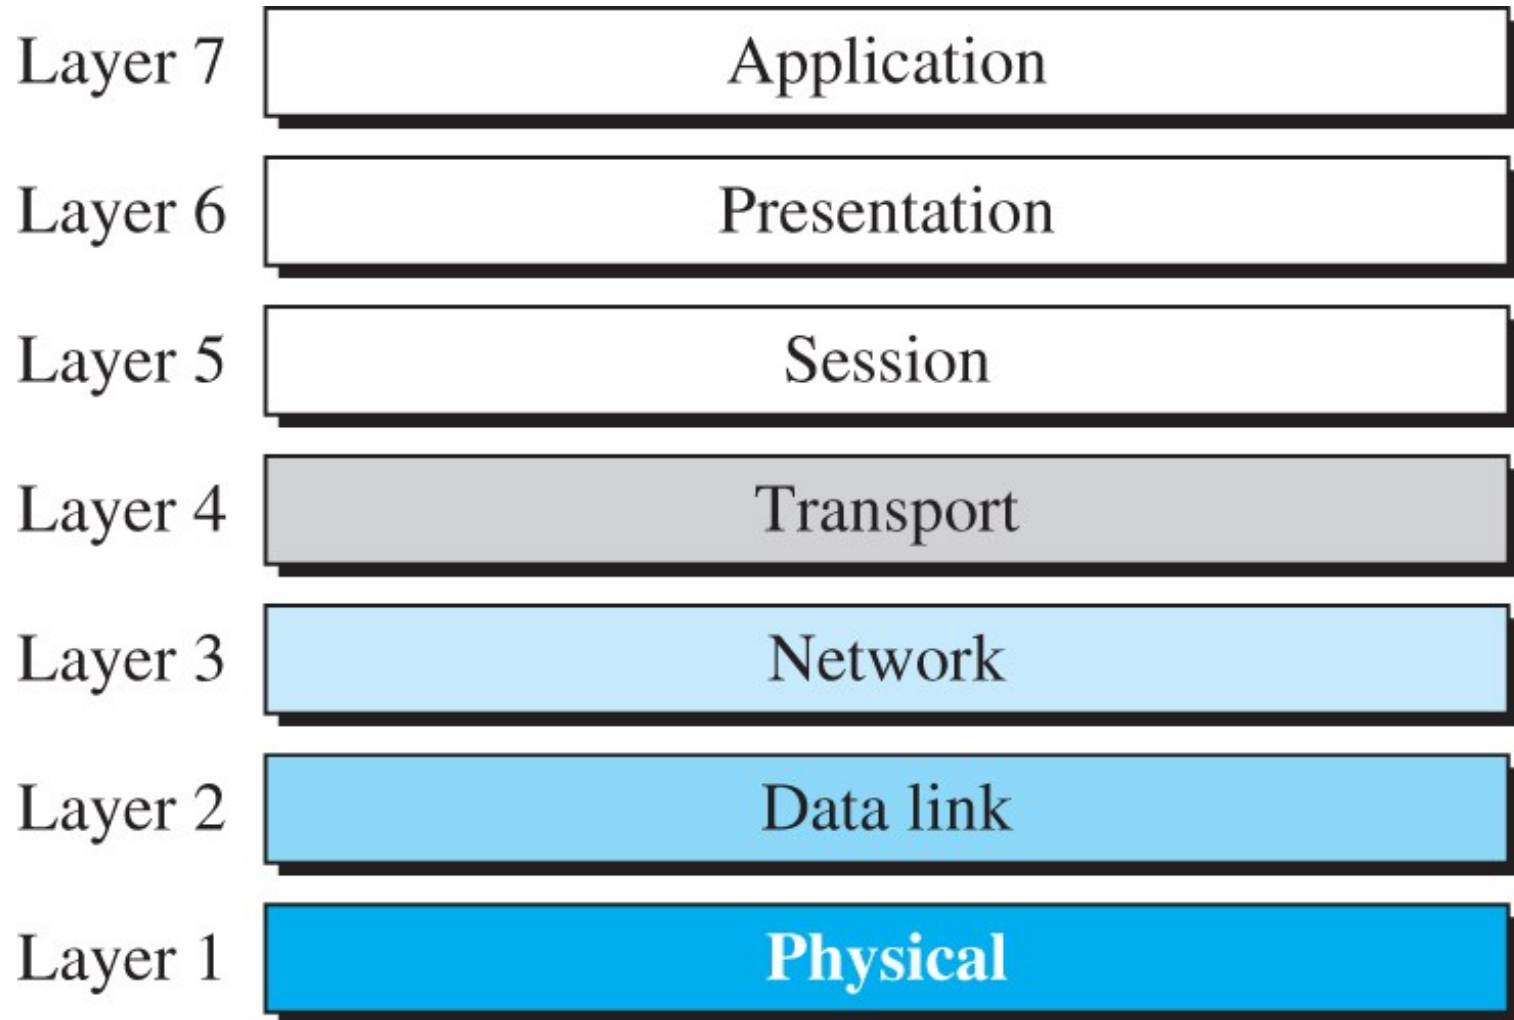 Layer 7 Application
Layer 6 Presentation
Layer 5 Session
Layer 4 Transport
Layer 3 Network
Layer 2 Data link
Layer 1 Physical